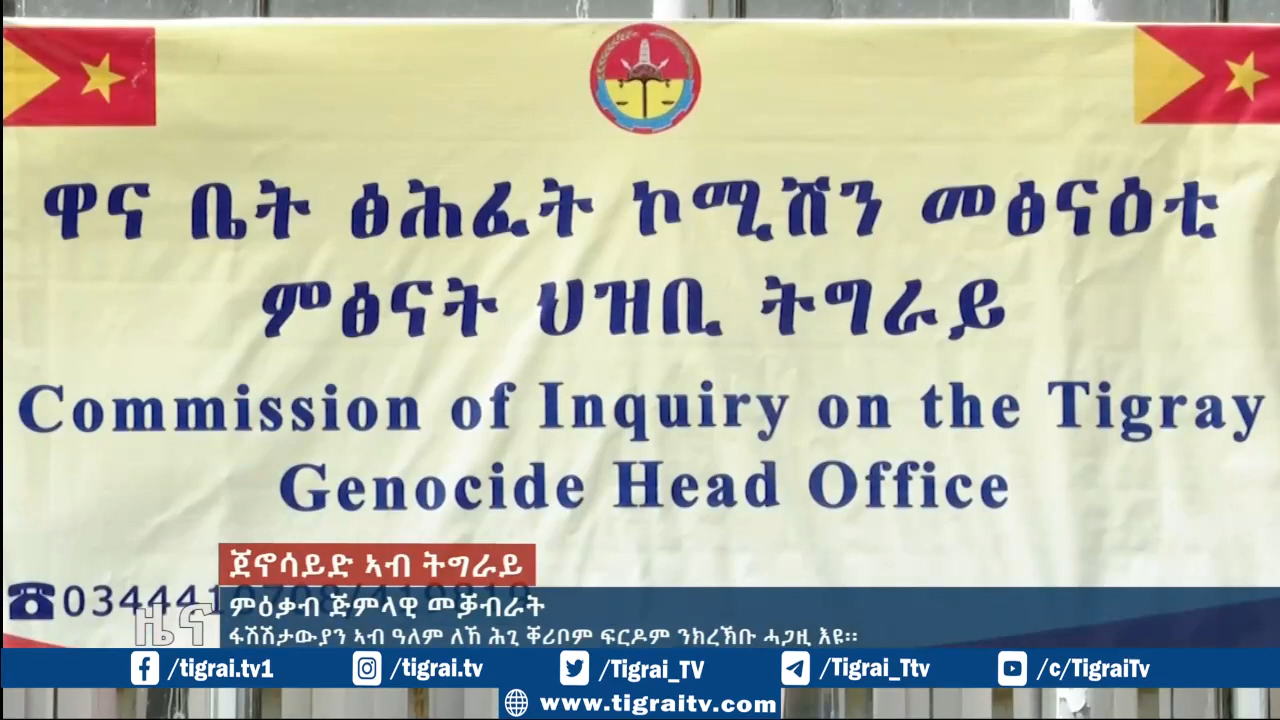 ዋና ቤት ፅሕፈት ኮሚሽን መፅናዕቲ
ምፅናት ህዝቢ ትግራይ
Commission of Inquiry on the Tigray
Genocide Head Office
ጀኖሳይድ ኣብ ትግራይ
ዜና
ምዕቃብ ጅምላዊ መቓብራት
ፋሽሽታውያን ኣብ ዓለም ለኸ ሕጊ ቐሪቦም ፍርዶም ንክረኽቡ ሓጋዚ እዩ።
/tigrai.tv1 /tigrai.tv /Tigrai_TV /Tigrai_Ttv /c/TigraiTv
www.tigraitv.com